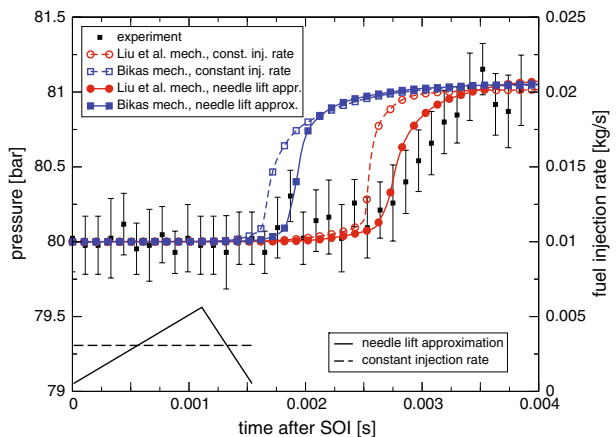 experiment
Liu et al. mech., const. inj. rate
Bikas mech., constant inj. rate
Liu et al. mech., needle lift appr.
Bikas mech., needle lift approx.
82
81.5
81
80.5
80
79.5
79
pressure [bar]
0.025
0.02
0.015
0.01
0.005
0
fuel injection rate [kg/s]
needle lift approximation
constant injection rate
0
0.001
0.002
0.003
0.004
time after SOI [s]